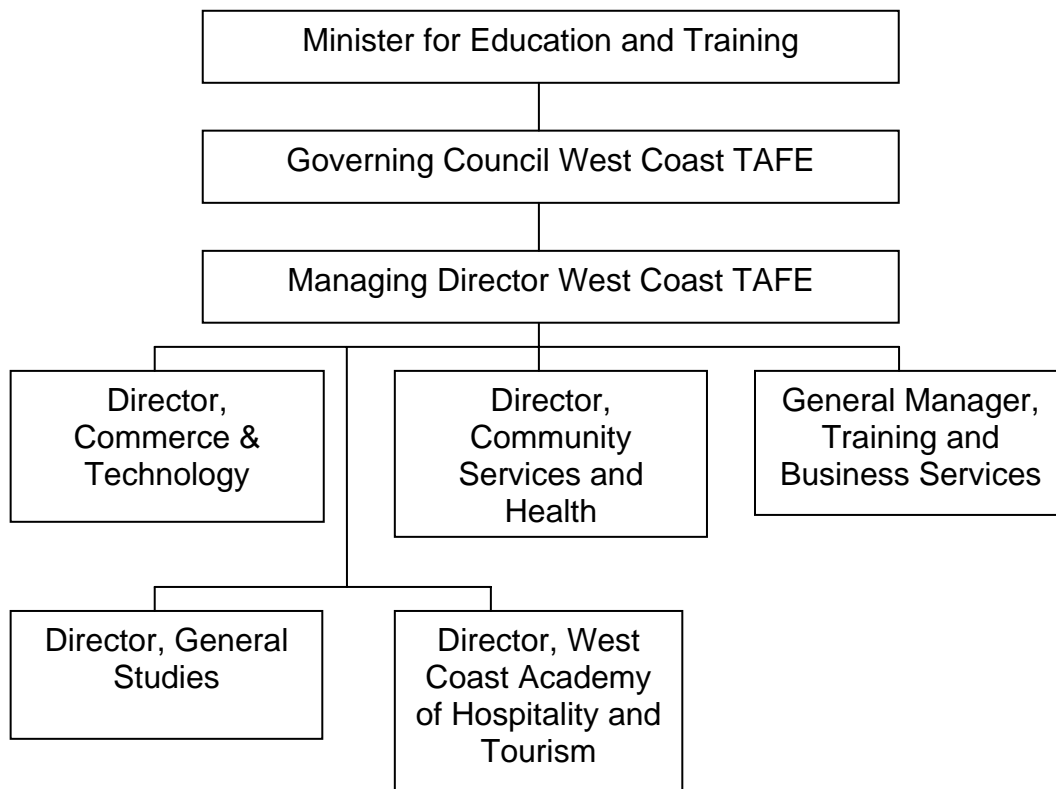 Minister for Education and Training
Governing Council West Coast TAFE
Managing Director West Coast TAFE
Director,
Commerce &
Technology
Director,
Community
Services and
Health
General Manager,
Training and
Business Services
Director, General
Studies
Director, West
Coast Academy
of Hospitality and
Tourism